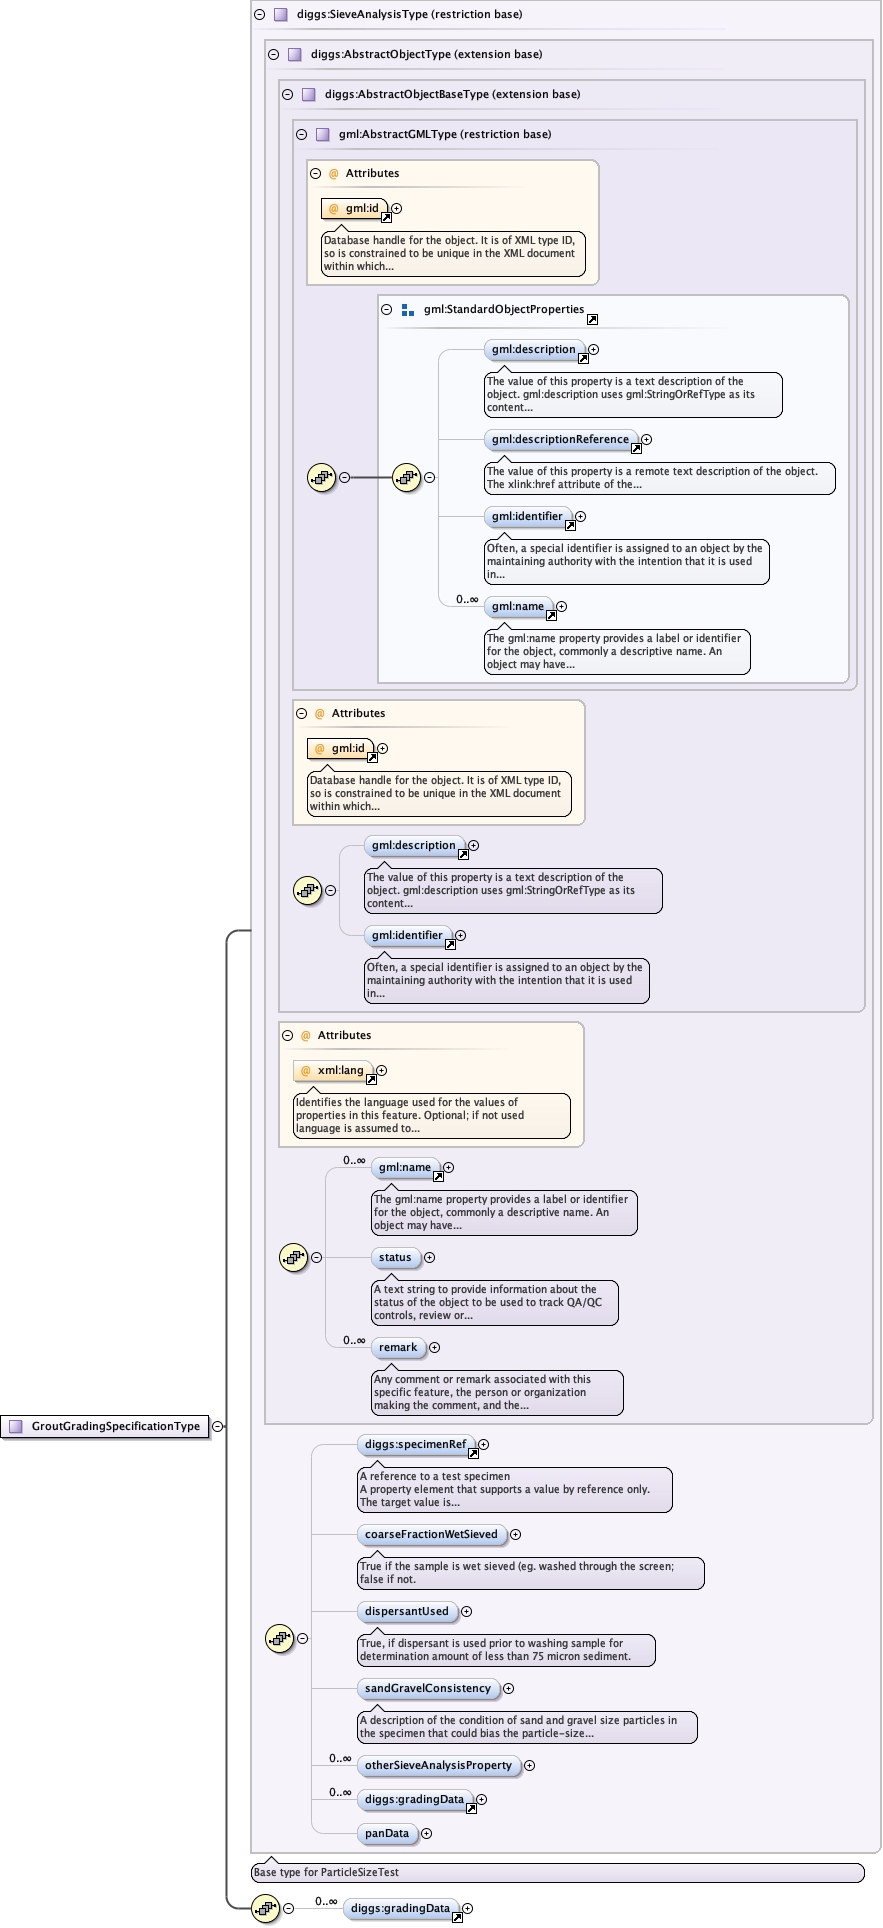 diggs:SieveAnalysisType (restriction base)
diggs:AbstractObjectType (extension base)
diggs:AbstractObjectBaseType (extension base)
gml:AbstractGMLType (restriction base)
@ Attributes
@ gml:id
Database handle for the object. It is of XML type ID,
so is constrained to be unique in the XML document
within which...
gml:StandardObjectProperties
gml:description
The value of this property is a text description of the
object. gml:description uses gml:StringOrRefType as its
content...
gml:descriptionReference
The value of this property is a remote text description of the object.
The xlink:href attribute of the...
gml:identifier
Often, a special identifier is assigned to an object by the
maintaining authority with the intention that it is used
in...
0..∞
gml:name
The gml:name property provides a label or identifier
for the object, commonly a descriptive name. An
object may have...
@ Attributes
@ gml:id
Database handle for the object. It is of XML type ID,
so is constrained to be unique in the XML document
within which...
gml:description
The value of this property is a text description of the
object. gml:description uses gml:StringOrRefType as its
content...
gml:identifier
Often, a special identifier is assigned to an object by the
maintaining authority with the intention that it is used
in...
@ Attributes
@ xml:lang
Identifies the language used for the values of
properties in this feature. Optional; if not used
language is assumed to...
0..∞
gml:name
The gml:name property provides a label or identifier
for the object, commonly a descriptive name. An
object may have...
status
A text string to provide information about the
status of the object to be used to track QA/QC
controls, review or...
0..∞
remark
Any comment or remark associated with this
specific feature, the person or organization
making the comment, and the...
GroutGradingSpecificationType
diggs:specimenRef
A reference to a test specimen
A property element that supports a value by reference only.
The target value is...
coarseFractionWetSieved
True if the sample is wet sieved (eg. washed through the screen;
false if not.
dispersantUsed
True, if dispersant is used prior to washing sample for
determination amount of less than 75 micron sediment.
sandGravelConsistency
A description of the condition of sand and gravel size particles in
the specimen that could bias the particle-size...
0..∞
otherSieveAnalysisProperty
0..∞
diggs:gradingData
panData
Base type for ParticleSizeTest
0..∞
diggs:gradingData